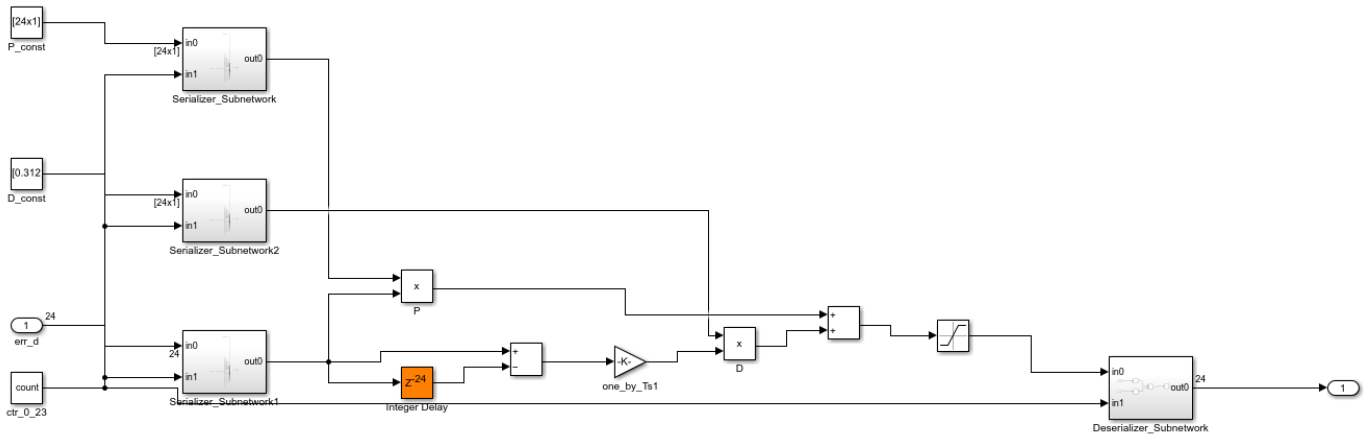 [24x1]
P_const
in0
[24x1]
in1
out0
Serializer_Subnetwork
[0.312
D_const
in0
[24x1]
in1
out0
Serializer_Subnetwork2
x
P
1
24
err_d
in0
24
in1
out0
Serializer_Subnetwork1
count
ctr_0_23
Z-24
Integer Delay
+
−
-K-
one_by_Ts1
x
D
+
+
in0
in1
out0
24
Deserializer_Subnetwork
1